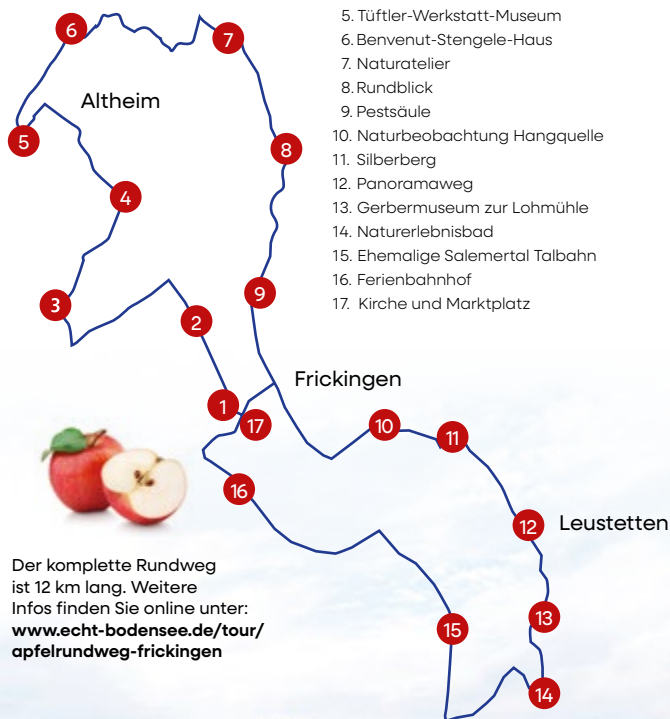 5. Tüftler-Werkstatt-Museum
6. Benvenut-Stengele-Haus
7. Naturatelier
8. Rundblick
9. Pestsäule
10. Naturbeobachtung Hangquelle
11. Silberberg
12. Panoramaweg
13. Gerbermuseum zur Lohmühle
14. Naturerlebnisbad
15. Ehemalige Salemertal Talbahn
16. Ferienbahnhof
17. Kirche und Marktplatz
6
7
Altheim
5
8
4
9
3
2
Frickingen
1
17
10
11
16
12
Leustetten
13
15
14
Der komplette Rundweg
ist 12 km lang. Weitere
Infos finden Sie online unter:
www.echt-bodensee.de/tour/
apfelrundweg-frickingen